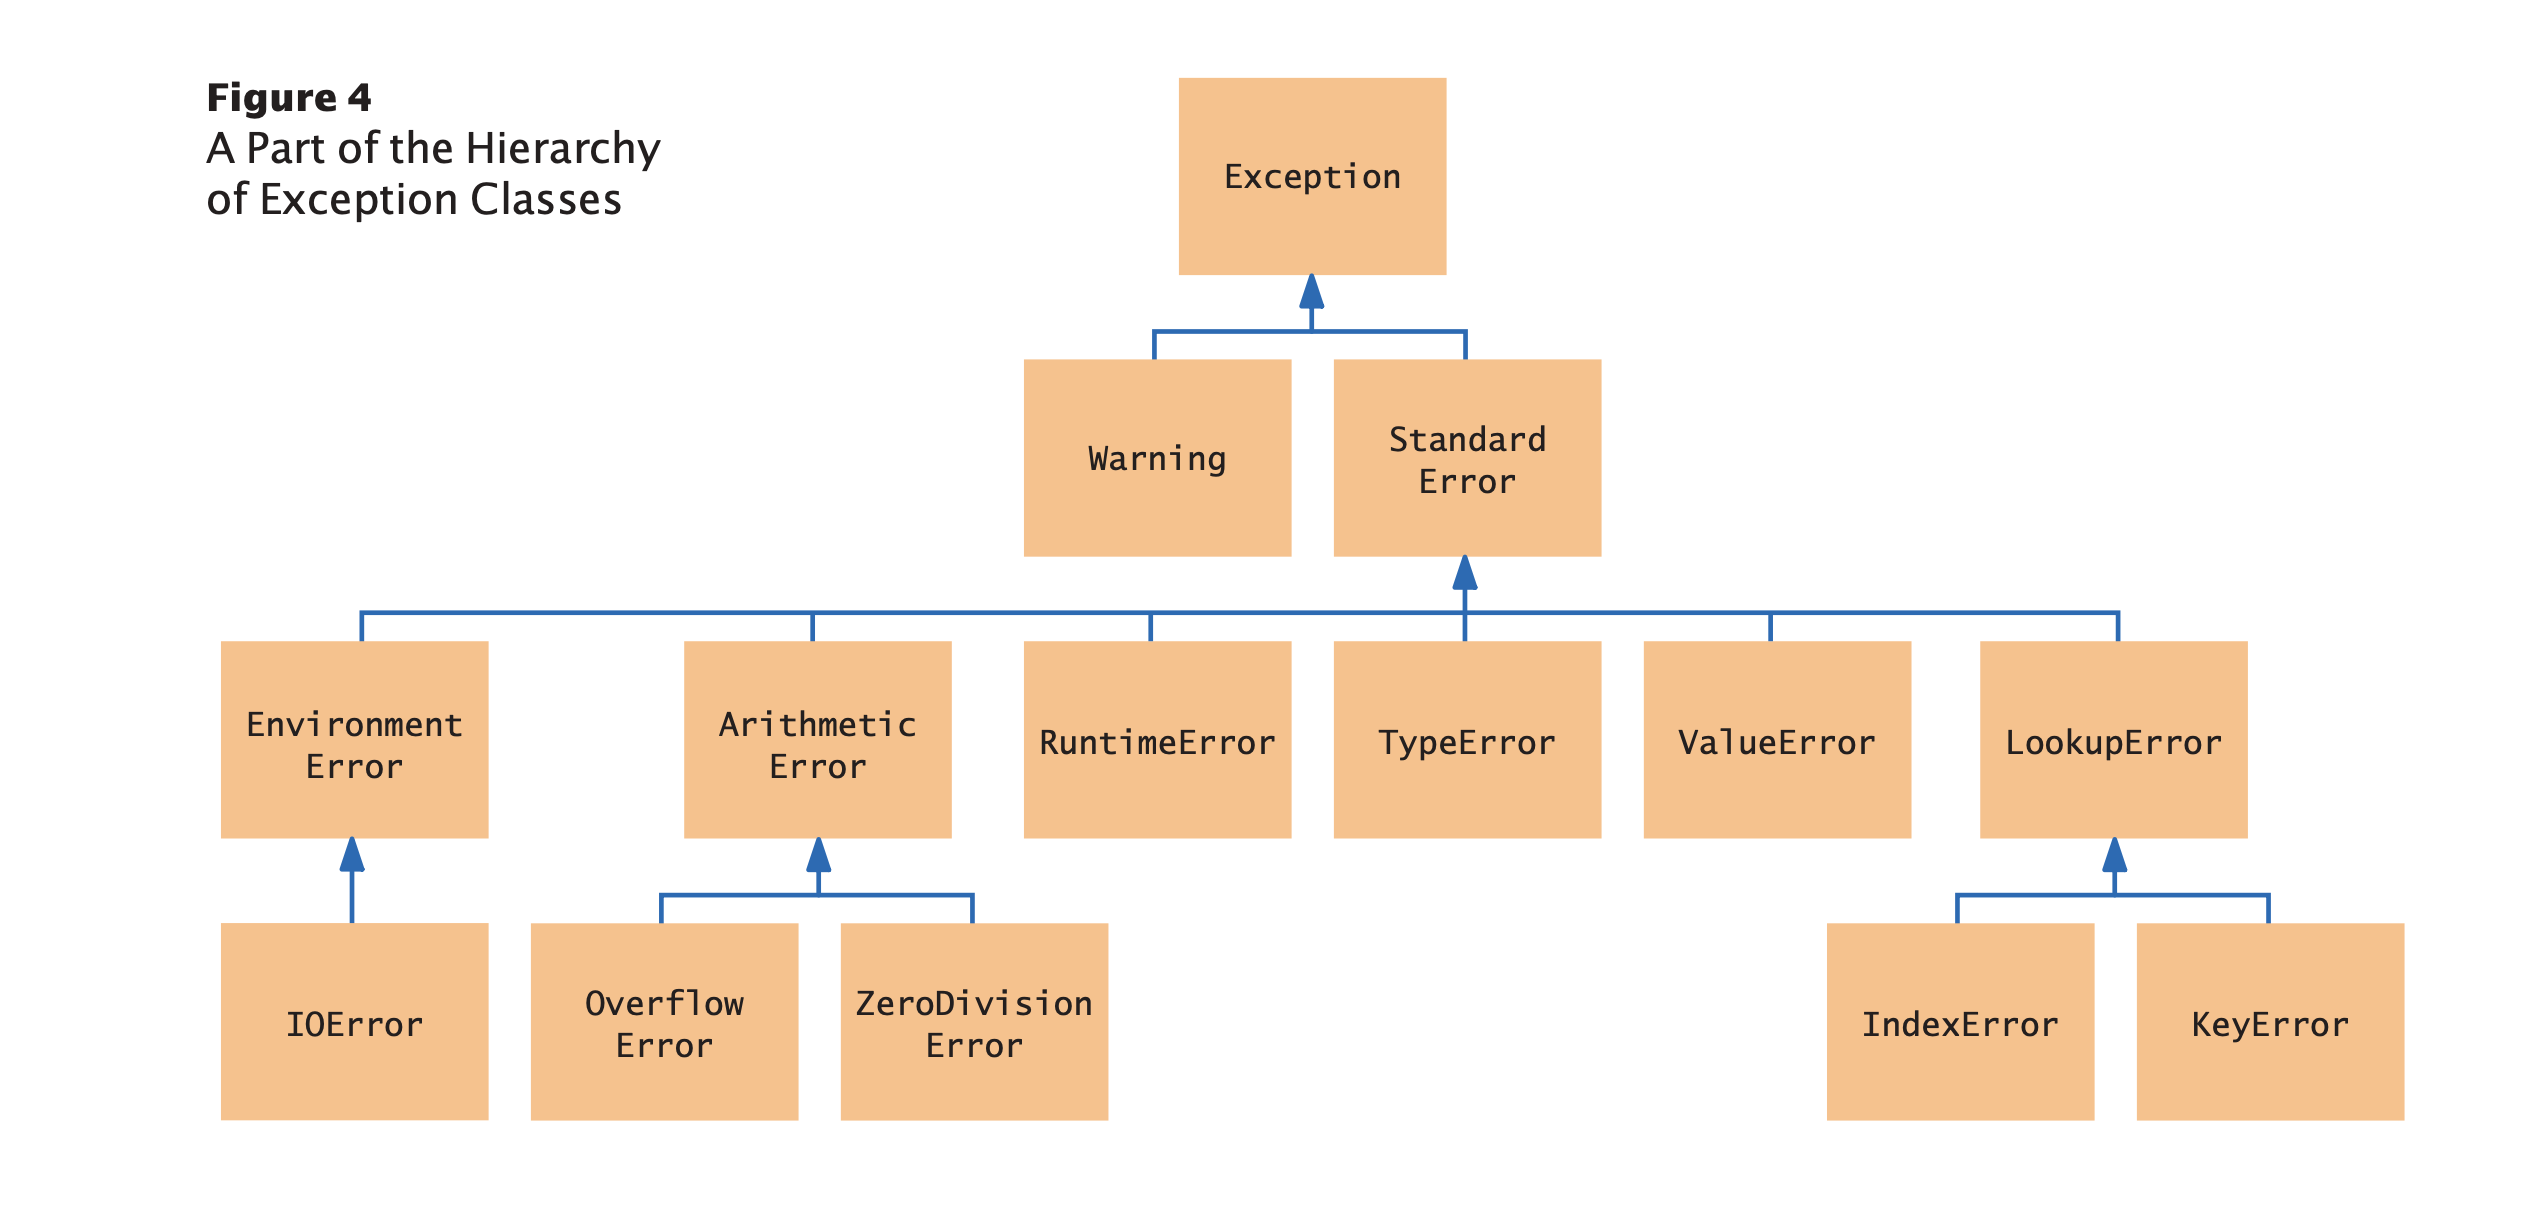 Figure 4
A Part of the Hierarchy
of Exception Classes
Exception
Warning
Standard
Error
Environment
Error
Arithmetic
Error
RuntimeError
TypeError
ValueError
LookupError
IOError
Overflow
Error
ZeroDivision
Error
IndexError
KeyError